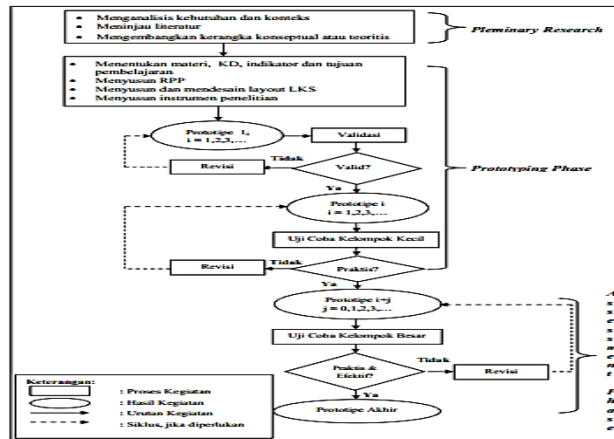 • Menganalisis kebutuhan dan konteks
• Meninjau literatur
• Mengembangkan kerangka konseptual atau teoritis
Pleminary Research
• Menentukan materi, KD, indikator dan tujuan
pembelajaran
• Menyusun RPP
• Menyusun dan mendesain layout LKS
• Menyusun instrumen penelitian
Prototipe 1,
i = 1,2,3,…
Validasi
Revisi
Tidak
Valid?
Prototyping Phase
Ya
Prototipe i
i = 1,2,3,…
Uji Coba Kelompok Kecil
Revisi
Tidak
Praktis?
Ya
Prototipe i+j
j = 0,1,2,3,…
Uji Coba Kelompok Besar
Praktis &
Efektif?
Tidak
Revisi
Ya
Prototipe Akhir
Assessment Phase
Keterangan:
: Proses Kegiatan
: Hasil Kegiatan
: Urutan Kegiatan
: Siklus, jika diperlukan